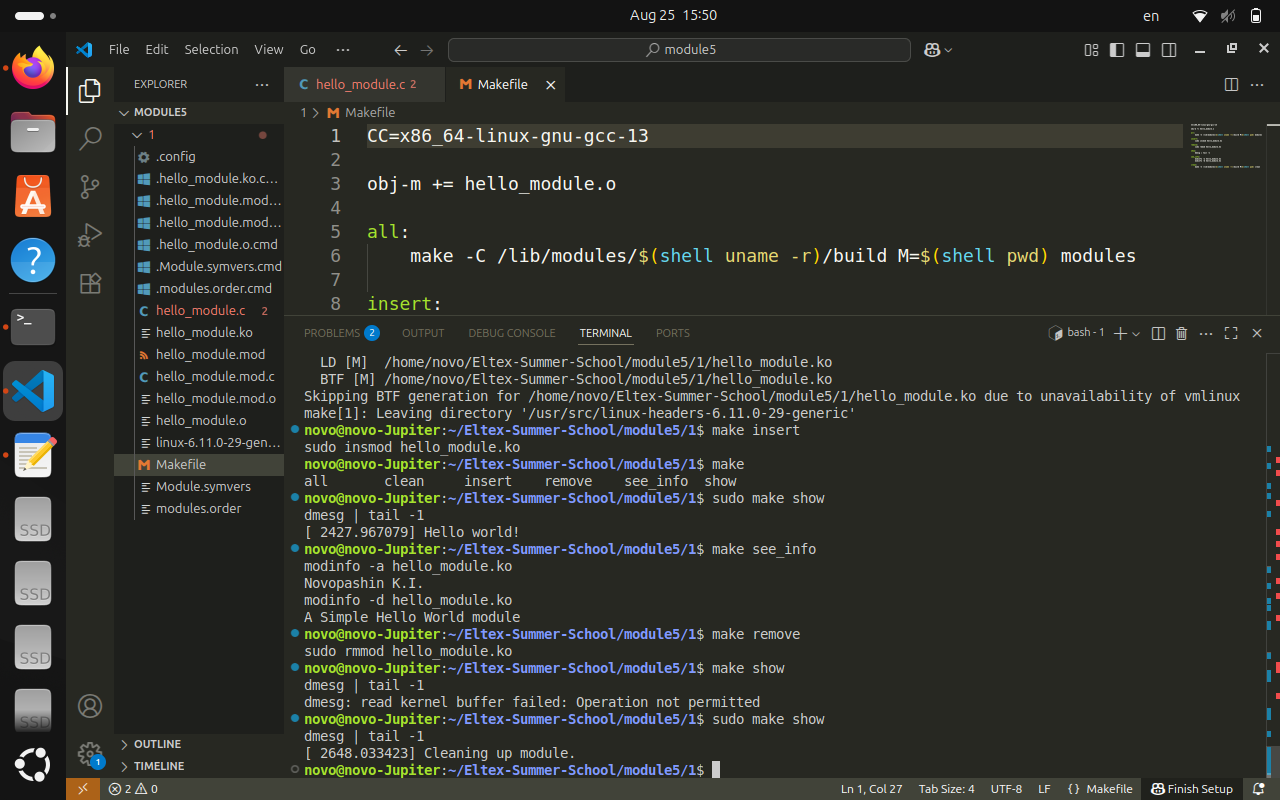 Aug 25 15:50
en
File Edit Selection View Go ···
module5
EXPLORER
hello_module.c 2
Makefile
MODULE5
1 > Makefile
1
.config
.hello_module.ko.c...
.hello_module.mod...
.hello_module.mod...
.hello_module.o.cmd
.Module.symvers.cmd
.modules.order.cmd
hello_module.c 2
hello_module.ko
hello_module.mod
hello_module.mod.c
hello_module.mod.o
hello_module.o
linux-6.11.0-29-gen...
Makefile
Module.symvers
modules.order
OUTLINE
TIMELINE
1 CC=x86_64-linux-gnu-gcc-13
2
3 obj-m += hello_module.o
4
5 all:
6 make -C /lib/modules/$(shell uname -r)/build M=$(shell pwd) modules
7
8 insert:
PROBLEMS 2 OUTPUT DEBUG CONSOLE TERMINAL PORTS
bash - 1
LD [M]  /home/novo/Eltex-Summer-School/module5/1/hello_module.ko
BTF [M] /home/novo/Eltex-Summer-School/module5/1/hello_module.ko
Skipping BTF generation for /home/novo/Eltex-Summer-School/module5/1/hello_module.ko due to unavailability of vmlinux
make[1]: Leaving directory '/usr/src/linux-headers-6.11.0-29-generic'
novo@novo-Jupiter:~/Eltex-Summer-School/module5/1$ make insert
sudo insmod hello_module.ko
novo@novo-Jupiter:~/Eltex-Summer-School/module5/1$ make
all clean insert remove see_info show
novo@novo-Jupiter:~/Eltex-Summer-School/module5/1$ sudo make show
dmesg | tail -1
[ 2427.967079] Hello world!
novo@novo-Jupiter:~/Eltex-Summer-School/module5/1$ make see_info
modinfo -a hello_module.ko
Novopashin K.I.
modinfo -d hello_module.ko
A Simple Hello World module
novo@novo-Jupiter:~/Eltex-Summer-School/module5/1$ make remove
sudo rmmod hello_module.ko
novo@novo-Jupiter:~/Eltex-Summer-School/module5/1$ make show
dmesg | tail -1
dmesg: read kernel buffer failed: Operation not permitted
novo@novo-Jupiter:~/Eltex-Summer-School/module5/1$ sudo make show
dmesg | tail -1
[ 2648.033423] Cleaning up module.
novo@novo-Jupiter:~/Eltex-Summer-School/module5/1$
SSD
SSD
SSD
SSD
1
2 0
Ln 1, Col 27 Tab Size: 4 UTF-8 LF {} Makefile Finish Setup